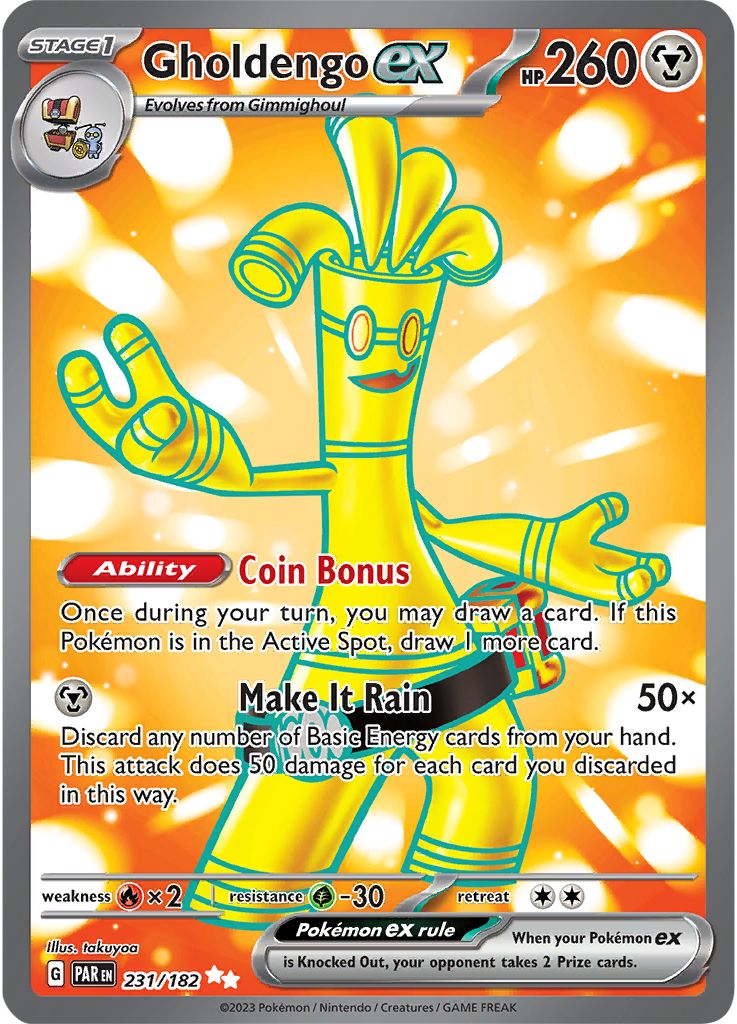 STAGE1
Gholdengo ex
HP 260
Evolves from Gimmighoul
Ability Coin Bonus
Once during your turn, you may draw a card. If this
Pokémon is in the Active Spot, draw 1 more card.
Make It Rain 50×
Discard any number of Basic Energy cards from your hand.
This attack does 50 damage for each card you discarded
in this way.
weakness ×2 resistance -30 retreat
illus. takuyoa
Pokémon ex rule
When your Pokémon ex
is Knocked Out, your opponent takes 2 Prize cards.
G PAR EN 231/182
©2023 Pokémon / Nintendo / Creatures / GAME FREAK